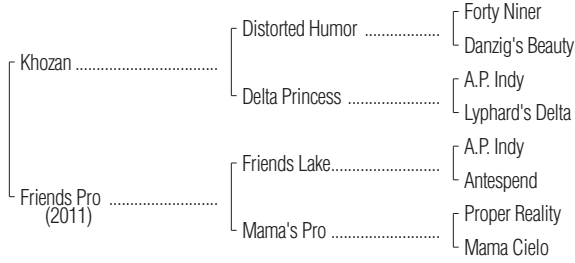 Forty Niner
Distorted Humor ..................
Danzig's Beauty
Khozan ..................................
A.P. Indy
Delta Princess ......................
Lyphard's Delta
A.P. Indy
Friends Lake..........................
Antespend
Friends Pro ..........................
(2011)
Proper Reality
Mama's Pro ..........................
Mama Cielo